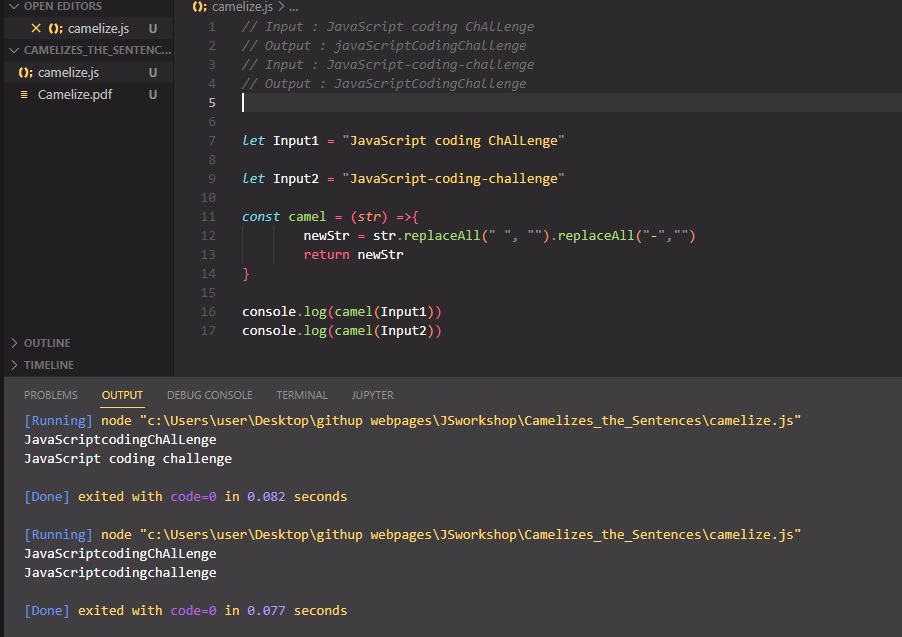 OPEN EDITORS
camelize.js U
CAMELIZES_THE_SENTENC...
camelize.js U
Camelize.pdf U
OUTLINE
TIMELINE
camelize.js > ...
1 // Input : JavaScript coding ChAlLenge
2 // Output : javaScriptCodingChallenge
3 // Input : JavaScript-coding-challenge
4 // Output : JavaScriptCodingChallenge
5
6
7 let Input1 = "JavaScript coding ChAlLenge"
8
9 let Input2 = "JavaScript-coding-challenge"
10
11 const camel = (str) =>{
12 newStr = str.replaceAll(" ", "").replaceAll("-","")
13 return newStr
14 }
15
16 console.log(camel(Input1))
17 console.log(camel(Input2))
PROBLEMS OUTPUT DEBUG CONSOLE TERMINAL JUPYTER
[Running] node "c:\Users\user\Desktop\githup webpages\JSworkshop\Camelizes_the_Sentences\camelize.js"
JavaScriptcodingChAlLenge
JavaScript coding challenge
[Done] exited with code=0 in 0.082 seconds
[Running] node "c:\Users\user\Desktop\githup webpages\JSworkshop\Camelizes_the_Sentences\camelize.js"
JavaScriptcodingChAlLenge
JavaScriptcodingchallenge
[Done] exited with code=0 in 0.077 seconds